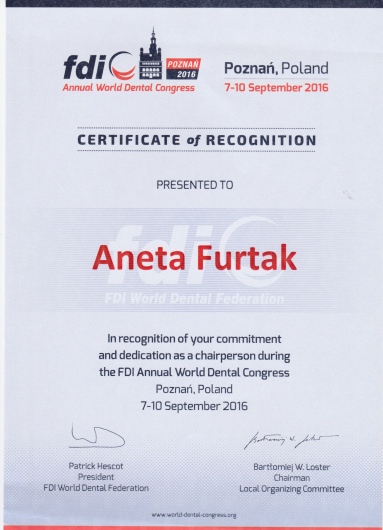 fdi POZNAŃ 2016
Annual World Dental Congress
Poznań, Poland
7-10 September 2016
CERTIFICATE of RECOGNITION
PRESENTED TO
fdi
Aneta Furtak
FDI World Dental Federation
In recognition of your commitment
and dedication as a chairperson during
the FDI Annual World Dental Congress
Poznań, Poland
7-10 September 2016
Patrick Hescot
President
FDI World Dental Federation
Bartłomiej W. Loster
Chairman
Local Organizing Committee
www.world-dental-congress.org